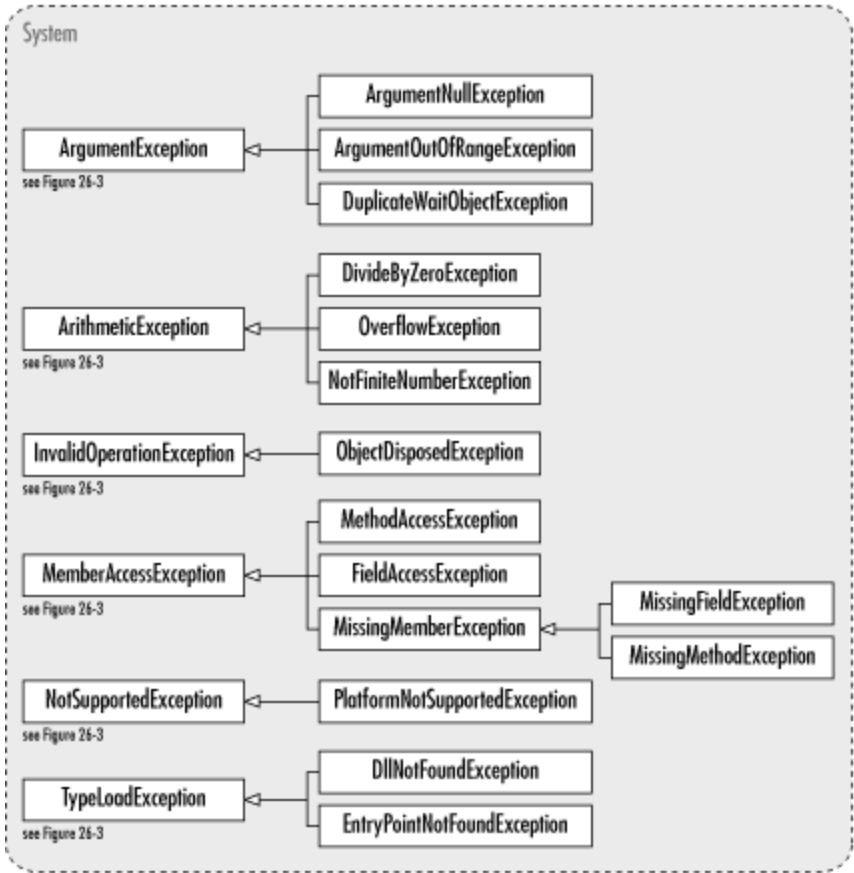 System
ArgumentNullException
ArgumentException
see Figure 26-3
ArgumentOutOfRangeException
DuplicateWaitObjectException
DivideByZeroException
ArithmeticException
see Figure 26-3
OverflowException
NotFiniteNumberException
InvalidOperationException
see Figure 26-3
ObjectDisposedException
MethodAccessException
MemberAccessException
see Figure 26-3
FieldAccessException
MissingMemberException
MissingFieldException
MissingMethodException
NotSupportedException
see Figure 26-3
PlatformNotSupportedException
DllNotFoundException
TypeLoadException
see Figure 26-3
EntryPointNotFoundException